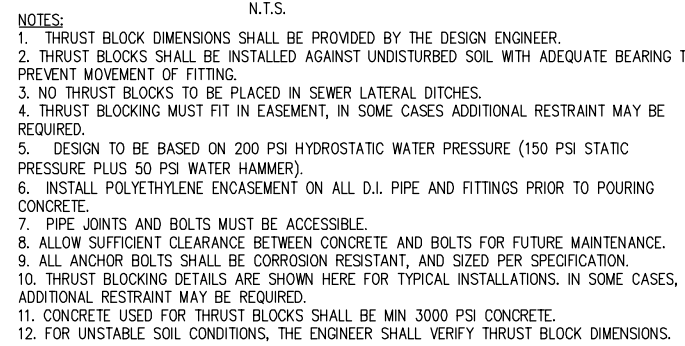 N.T.S.
NOTES:
1. THRUST BLOCK DIMENSIONS SHALL BE PROVIDED BY THE DESIGN ENGINEER.
2. THRUST BLOCKS SHALL BE INSTALLED AGAINST UNDISTURBED SOIL WITH ADEQUATE BEARING T
PREVENT MOVEMENT OF FITTING.
3. NO THRUST BLOCKS TO BE PLACED IN SEWER LATERAL DITCHES.
4. THRUST BLOCKING MUST FIT IN EASEMENT, IN SOME CASES ADDITIONAL RESTRAINT MAY BE
REQUIRED.
5. DESIGN TO BE BASED ON 200 PSI HYDROSTATIC WATER PRESSURE (150 PSI STATIC
PRESSURE PLUS 50 PSI WATER HAMMER).
6. INSTALL POLYETHYLENE ENCASEMENT ON ALL D.I. PIPE AND FITTINGS PRIOR TO POURING
CONCRETE.
7. PIPE JOINTS AND BOLTS MUST BE ACCESSIBLE.
8. ALLOW SUFFICIENT CLEARANCE BETWEEN CONCRETE AND BOLTS FOR FUTURE MAINTENANCE.
9. ALL ANCHOR BOLTS SHALL BE CORROSION RESISTANT, AND SIZED PER SPECIFICATION.
10. THRUST BLOCKING DETAILS ARE SHOWN HERE FOR TYPICAL INSTALLATIONS. IN SOME CASES,
ADDITIONAL RESTRAINT MAY BE REQUIRED.
11. CONCRETE USED FOR THRUST BLOCKS SHALL BE MIN 3000 PSI CONCRETE.
12. FOR UNSTABLE SOIL CONDITIONS, THE ENGINEER SHALL VERIFY THRUST BLOCK DIMENSIONS.